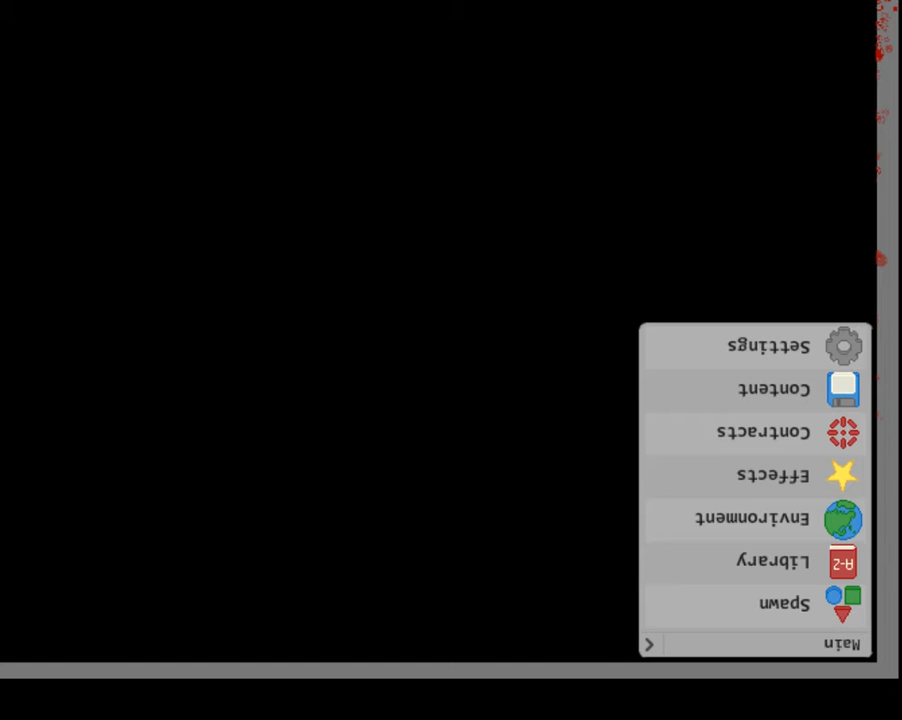 Main
Spawn
A-Z
Library
Environment
Effects
Contracts
Content
Settings